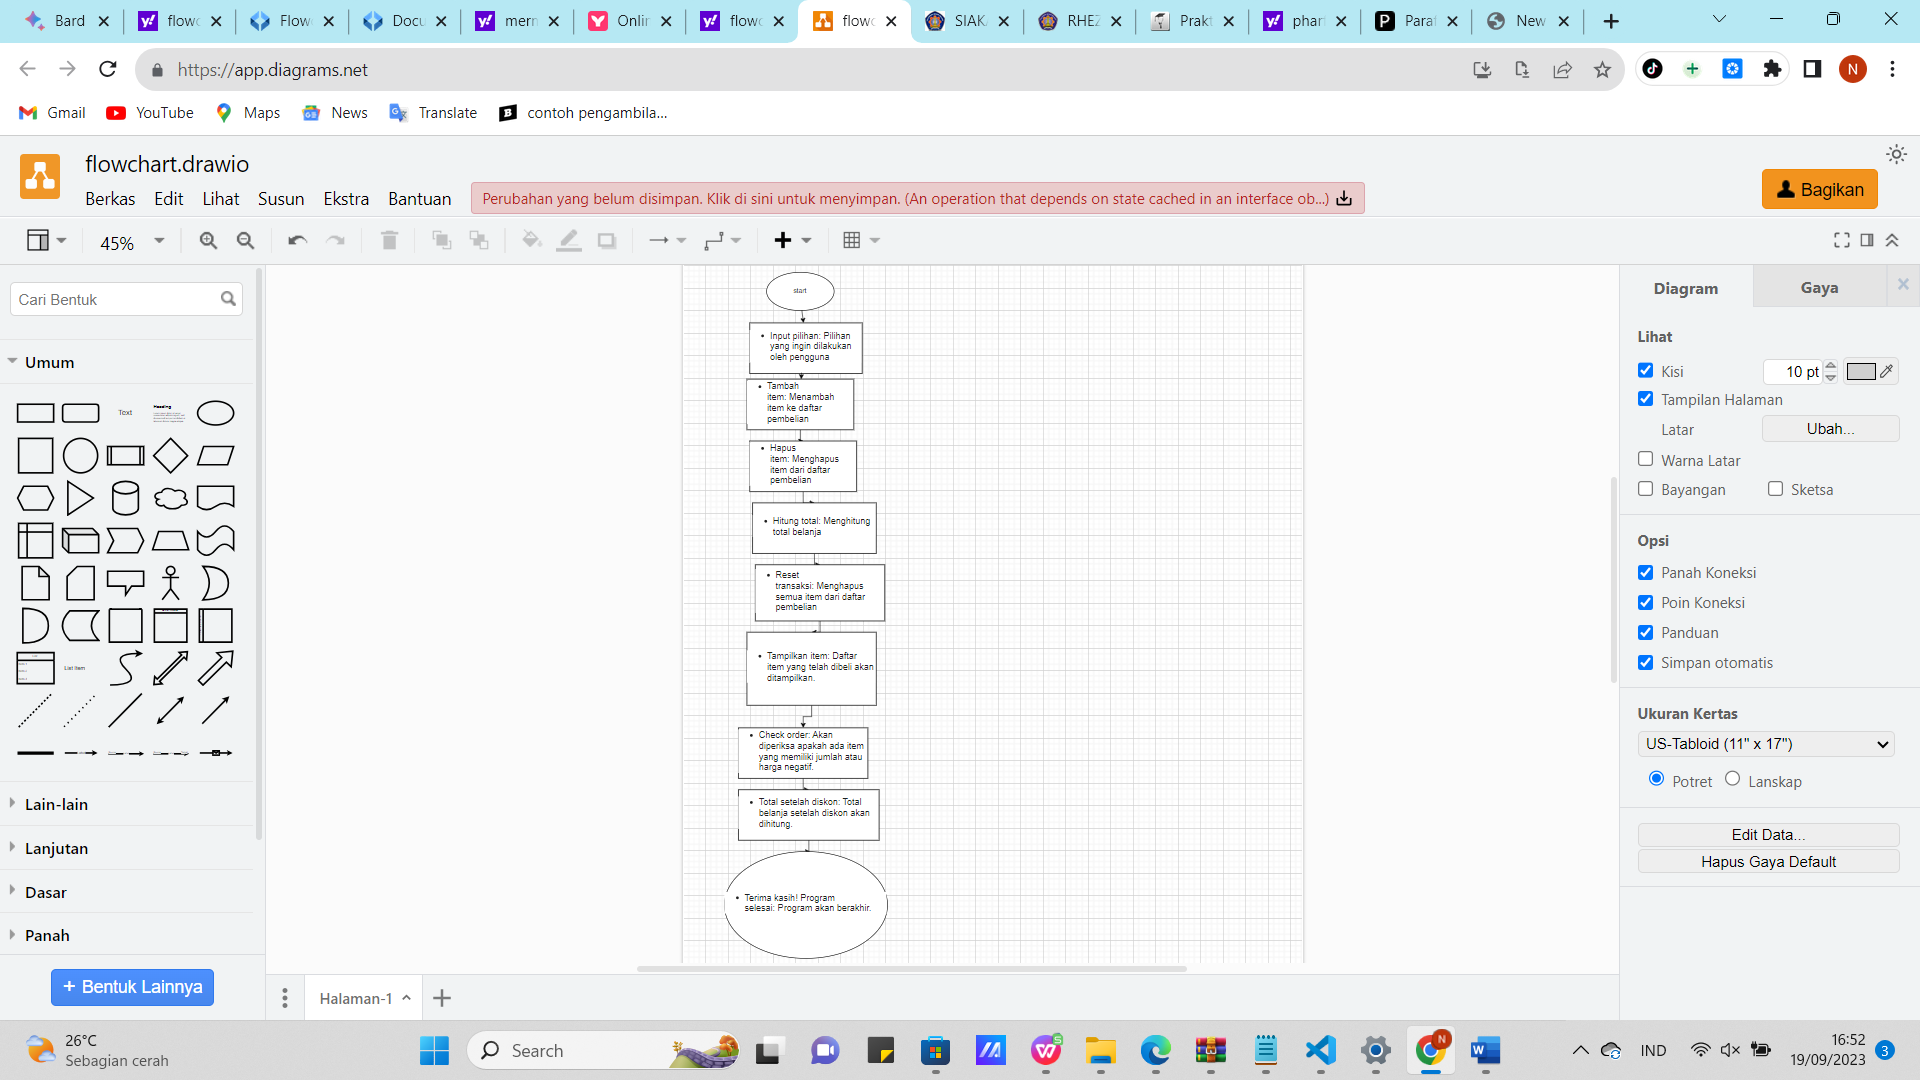 Bard
flowc
Flowc
Docu
merm
Onlin
flowc
flowc
SIAKA
RHEZ
Prakt
phar
Paraf
New
https://app.diagrams.net
N
Gmail
YouTube
Maps
News
Translate
contoh pengambila...
flowchart.drawio
Berkas
Edit
Lihat
Susun
Ekstra
Bantuan
Perubahan yang belum disimpan. Klik di sini untuk menyimpan. (An operation that depends on state cached in an interface ob...)
Bagikan
45%
Cari Bentuk
Umum
Text
Heading
List Item
Lain-lain
Lanjutan
Dasar
Panah
+ Bentuk Lainnya
start
• Input pilihan: Pilihan
yang ingin dilakukan
oleh pengguna
• Tambah
item: Menambah
item ke daftar
pembelian
• Hapus
item: Menghapus
item dari daftar
pembelian
• Hitung total: Menghitung
total belanja
• Reset
transaksi: Menghapus
semua item dari daftar
pembelian
• Tampilkan item: Daftar
item yang telah dibeli akan
ditampilkan.
• Check order: Akan
diperiksa apakah ada item
yang memiliki jumlah atau
harga negatif.
• Total setelah diskon: Total
belanja setelah diskon akan
dihitung.
• Terima kasih! Program
selesai: Program akan berakhir.
Halaman-1
Diagram
Gaya
Lihat
Kisi
10 pt
Tampilan Halaman
Latar
Ubah...
Warna Latar
Bayangan
Sketsa
Opsi
Panah Koneksi
Poin Koneksi
Panduan
Simpan otomatis
Ukuran Kertas
US-Tabloid (11" x 17")
Potret
Lanskap
Edit Data...
Hapus Gaya Default
26°C
Sebagian cerah
Search
IND
16:52
19/09/2023
3